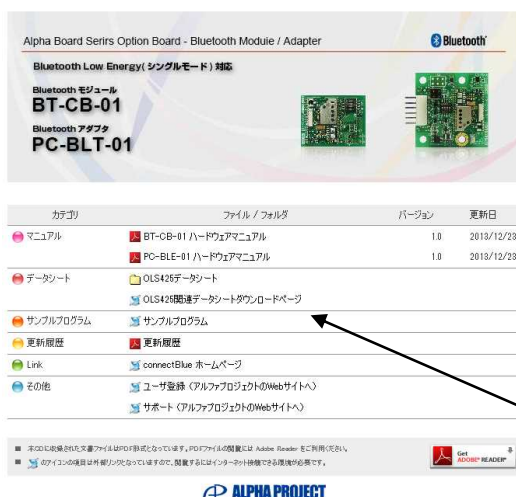 Alpha Board Serirs Option Board - Bluetooth Module / Adapter
Bluetooth
Bluetooth Low Energy(シングルモード) 対応
Bluetooth モジュール
BT-CB-01
Bluetooth アダプタ
PC-BLT-01
カテゴリ ファイル / フォルダ バージョン 更新日
マニュアル BT-CB-01 ハードウェアマニュアル 1.0 2013/12/23
PC-BLE-01 ハードウェアマニュアル 1.0 2013/12/23
データシート OLS425データシート
OLS425関連データシートダウンロードページ
サンプルプログラム サンプルプログラム
更新履歴 更新履歴
Link connectBlue ホームページ
その他 ユーザ登録 (アルファプロジェクトのWebサイトへ)
サポート (アルファプロジェクトのWebサイトへ)
本CDに収録された文書ファイルはPDF形式となっています。PDFファイルの閲覧には Adobe Reader をご利用ください。
のアイコンの項目は外部リンクとなっていますので、閲覧するにはインターネット接続できる環境が必要です。
Get
ADOBE® READER®
ALPHA PROJECT